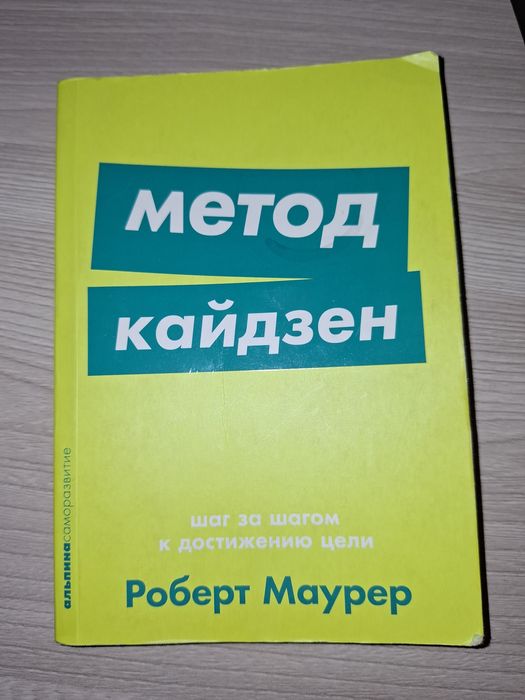 метод
кайдзен
шаг за шагом
к достижению цели
Роберт Маурер
альпинасаморазвитие